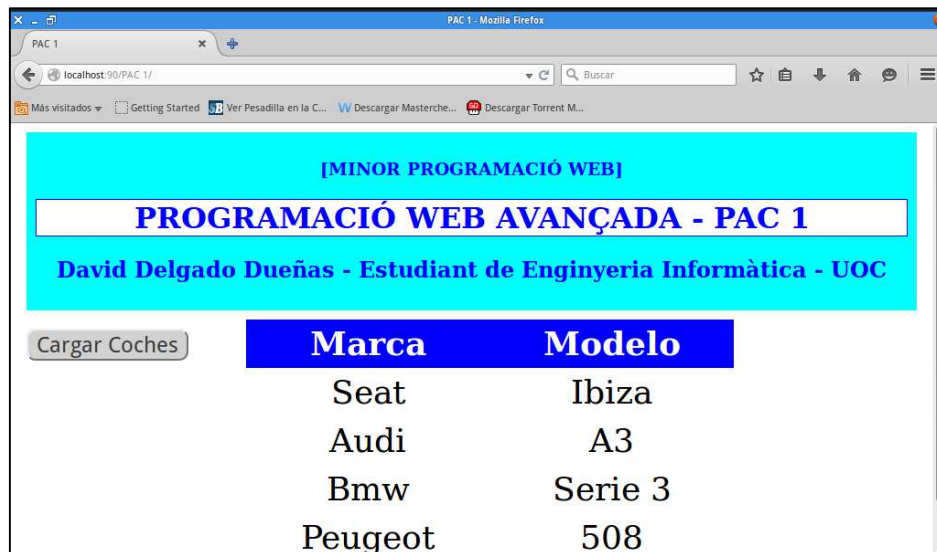 PAC 1 - Mozilla Firefox
PAC 1
localhost:90/PAC 1/
Buscar
Más visitados
Getting Started
Ver Pesadilla en la C...
Descargar Masterche...
Descargar Torrent M...
[MINOR PROGRAMACIÓ WEB]
PROGRAMACIÓ WEB AVANÇADA - PAC 1
David Delgado Dueñas - Estudiant de Enginyeria Informàtica - UOC
Cargar Coches
Marca Modelo
Seat Ibiza
Audi A3
Bmw Serie 3
Peugeot 508